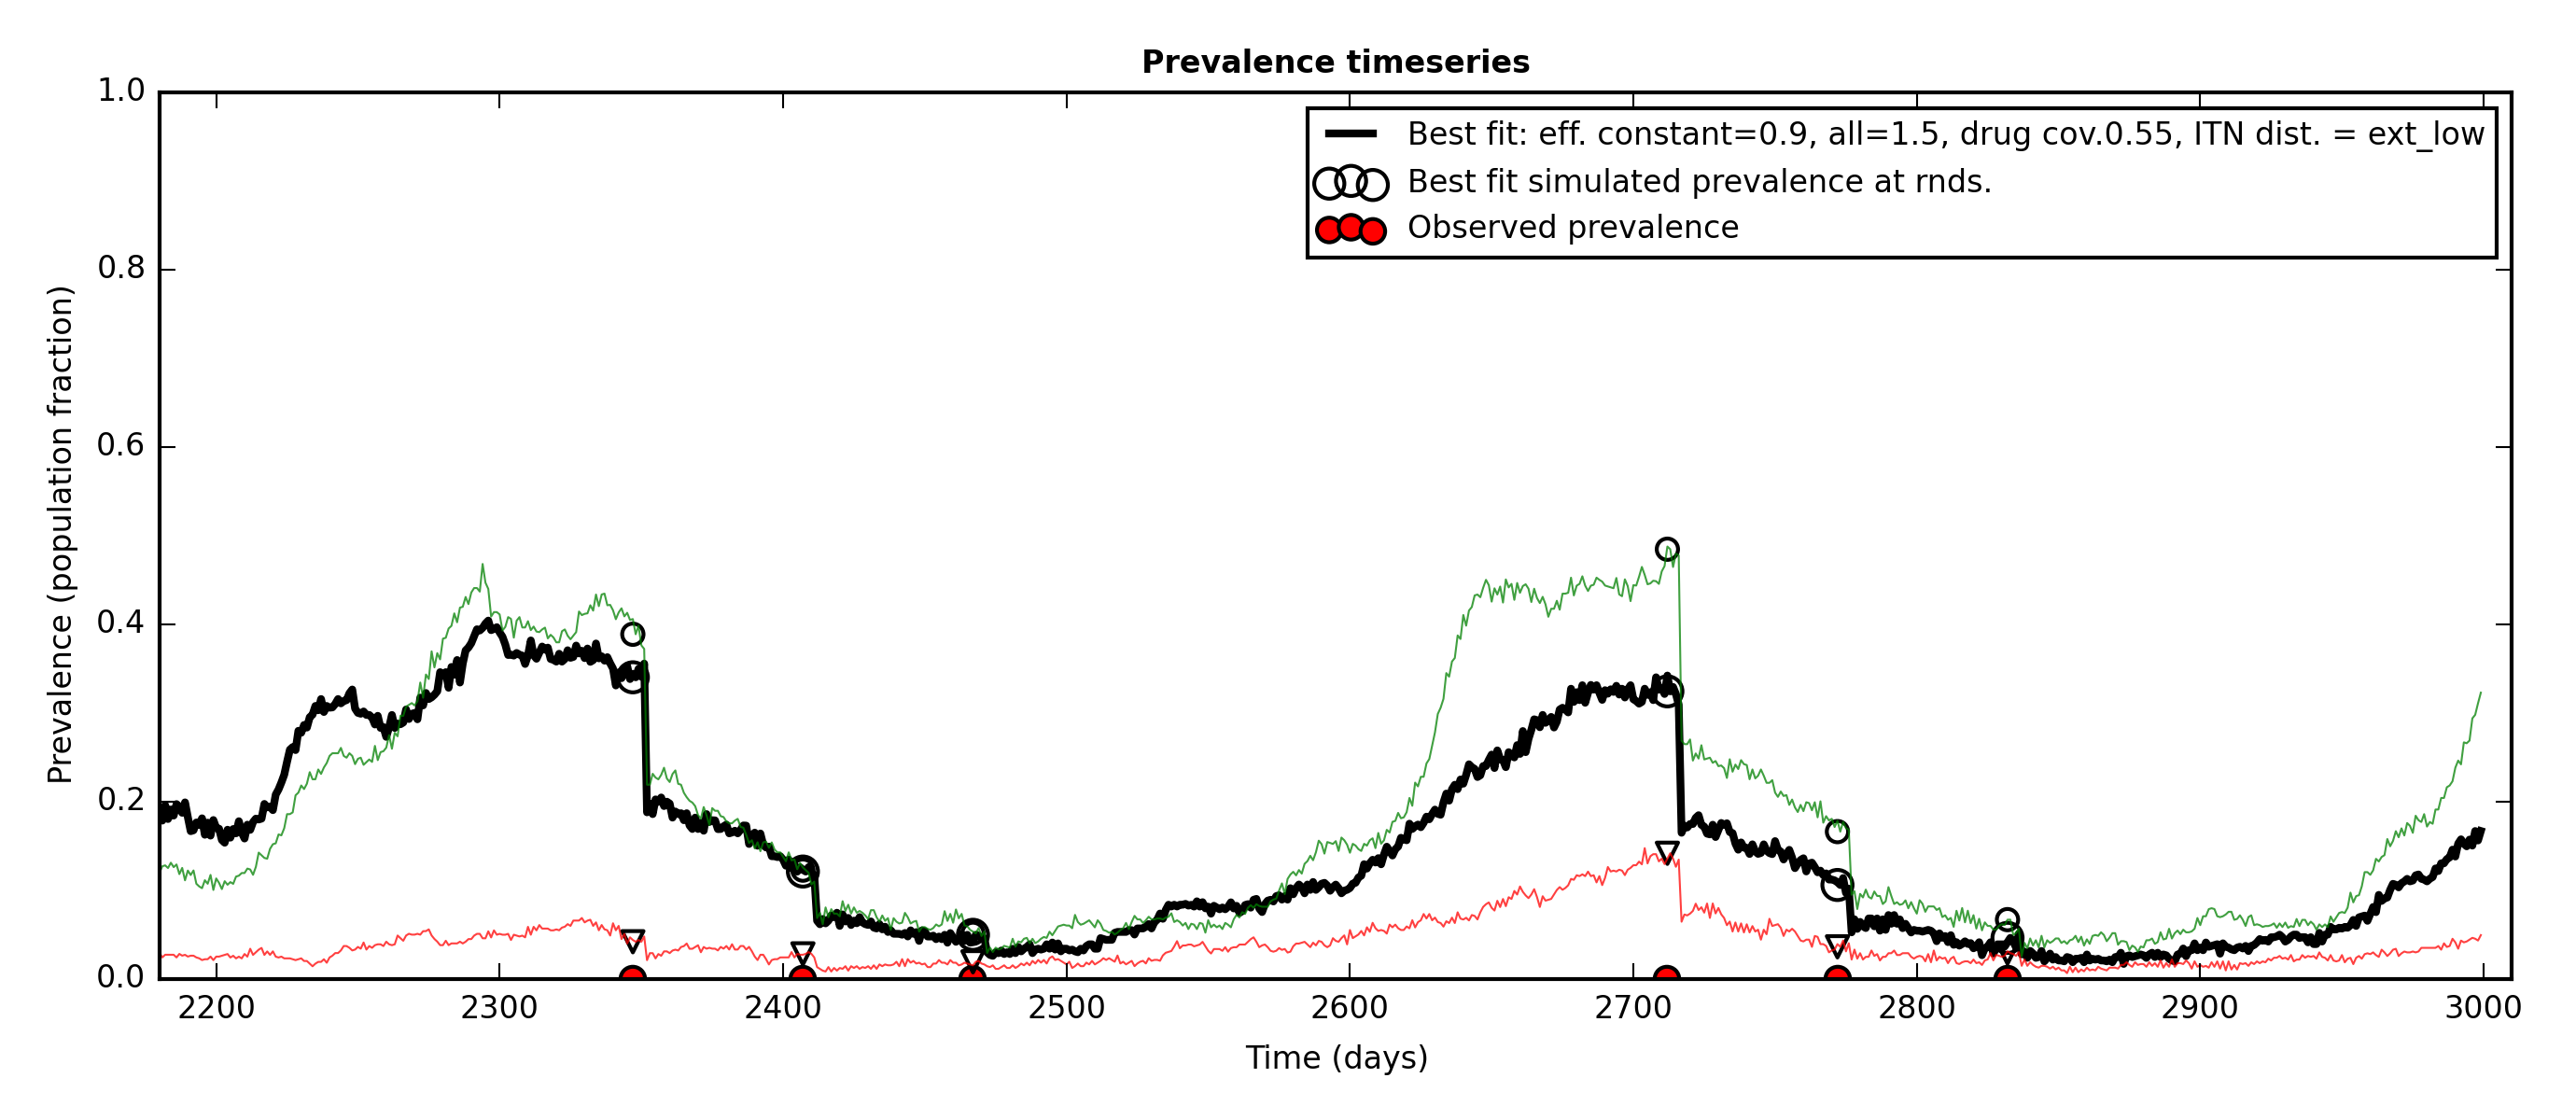 Prevalence timeseries
Prevalence (population fraction)
1.0
0.8
0.6
0.4
0.2
0.0
Best fit: eff. constant=0.9, all=1.5, drug cov.0.55, ITN dist. = ext_low
Best fit simulated prevalence at rnds.
Observed prevalence
2200 2300 2400 2500 2600 2700 2800 2900 3000
Time (days)